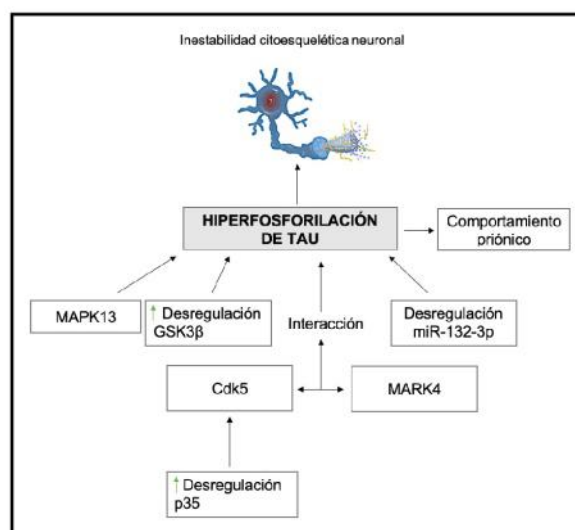 Inestabilidad citoesquelética neuronal
HIPERFOSFORILACIÓN
DE TAU
Comportamiento
priónico
MAPK13
↑ Desregulación
GSK3β
Interacción
Desregulación
miR-132-3p
Cdk5
MARK4
↑ Desregulación
p35